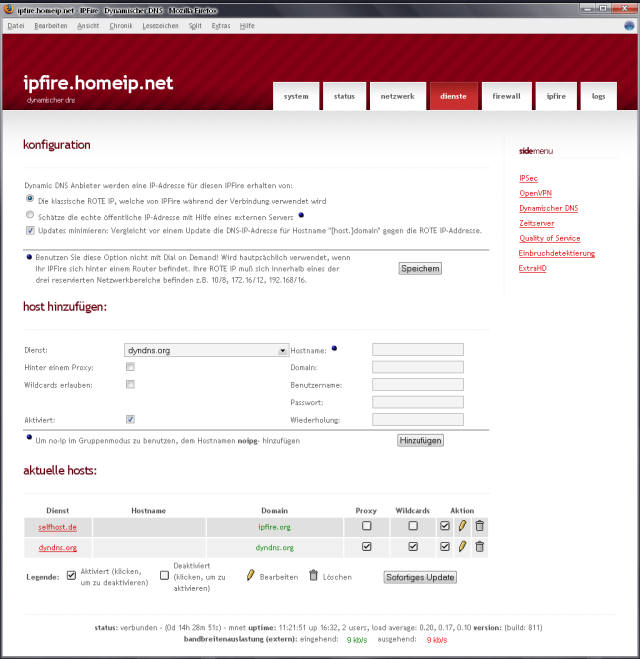 ipfire.homeip.net - IPFire - Dynamischer DNS - Mozilla Firefox
Datei Bearbeiten Ansicht Chronik Lesezeichen Split Extras Hilfe
ipfire.homeip.net
dynamischer dns
system status netzwerk dienste firewall ipfire logs
konfiguration
Dynamic DNS Anbieter werden eine IP-Adresse für diesen IPFire erhalten von:
Die klassische ROTE IP, welche von IPFire während der Verbindung verwendet wird
Schätze die echte öffentliche IP-Adresse mit Hilfe eines externen Servers
Updates minimieren: Vergleicht vor einem Update die DNS-IP-Adresse für Hostname "[host.]domain" gegen die ROTE IP-Addresse.
Benutzen Sie diese Option nicht mit Dial on Demand! Wird hautpsächlich verwendet, wenn
Ihr IPFire sich hinter einem Router befindet. Ihre ROTE IP muß sich innerhalb eines der
drei reservierten Netzwerkbereiche befinden z.B. 10/8, 172.16/12, 192.168/16.
Speichern
sidemenu
IPSec
OpenVPN
Dynamischer DNS
Zeitserver
Quality of Service
Einbruchdetektierung
ExtraHD
host hinzufügen:
Dienst: dyndns.org Hostname:
Hinter einem Proxy: Domain:
Wildcards erlauben: Benutzername:
Passwort:
Aktiviert: Wiederholung:
Um no-ip im Gruppenmodus zu benutzen, dem Hostnamen noipg- hinzufügen Hinzufügen
aktuelle hosts:
Dienst Hostname Domain Proxy Wildcards Aktion
selfhost.de ipfire.org
dyndns.org dyndns.org
Legende: Aktiviert (klicken, um zu deaktivieren) Deaktiviert (klicken, um zu aktivieren) Bearbeiten Löschen Sofortiges Update
status: verbunden - (0d 14h 28m 51s) - mnet uptime: 11:21:51 up 16:32, 2 users, load average: 0.20, 0.17, 0.10 version: (build: 811)
bandbreitenauslastung (extern): eingehend: 9 kb/s ausgehend: 9 kb/s